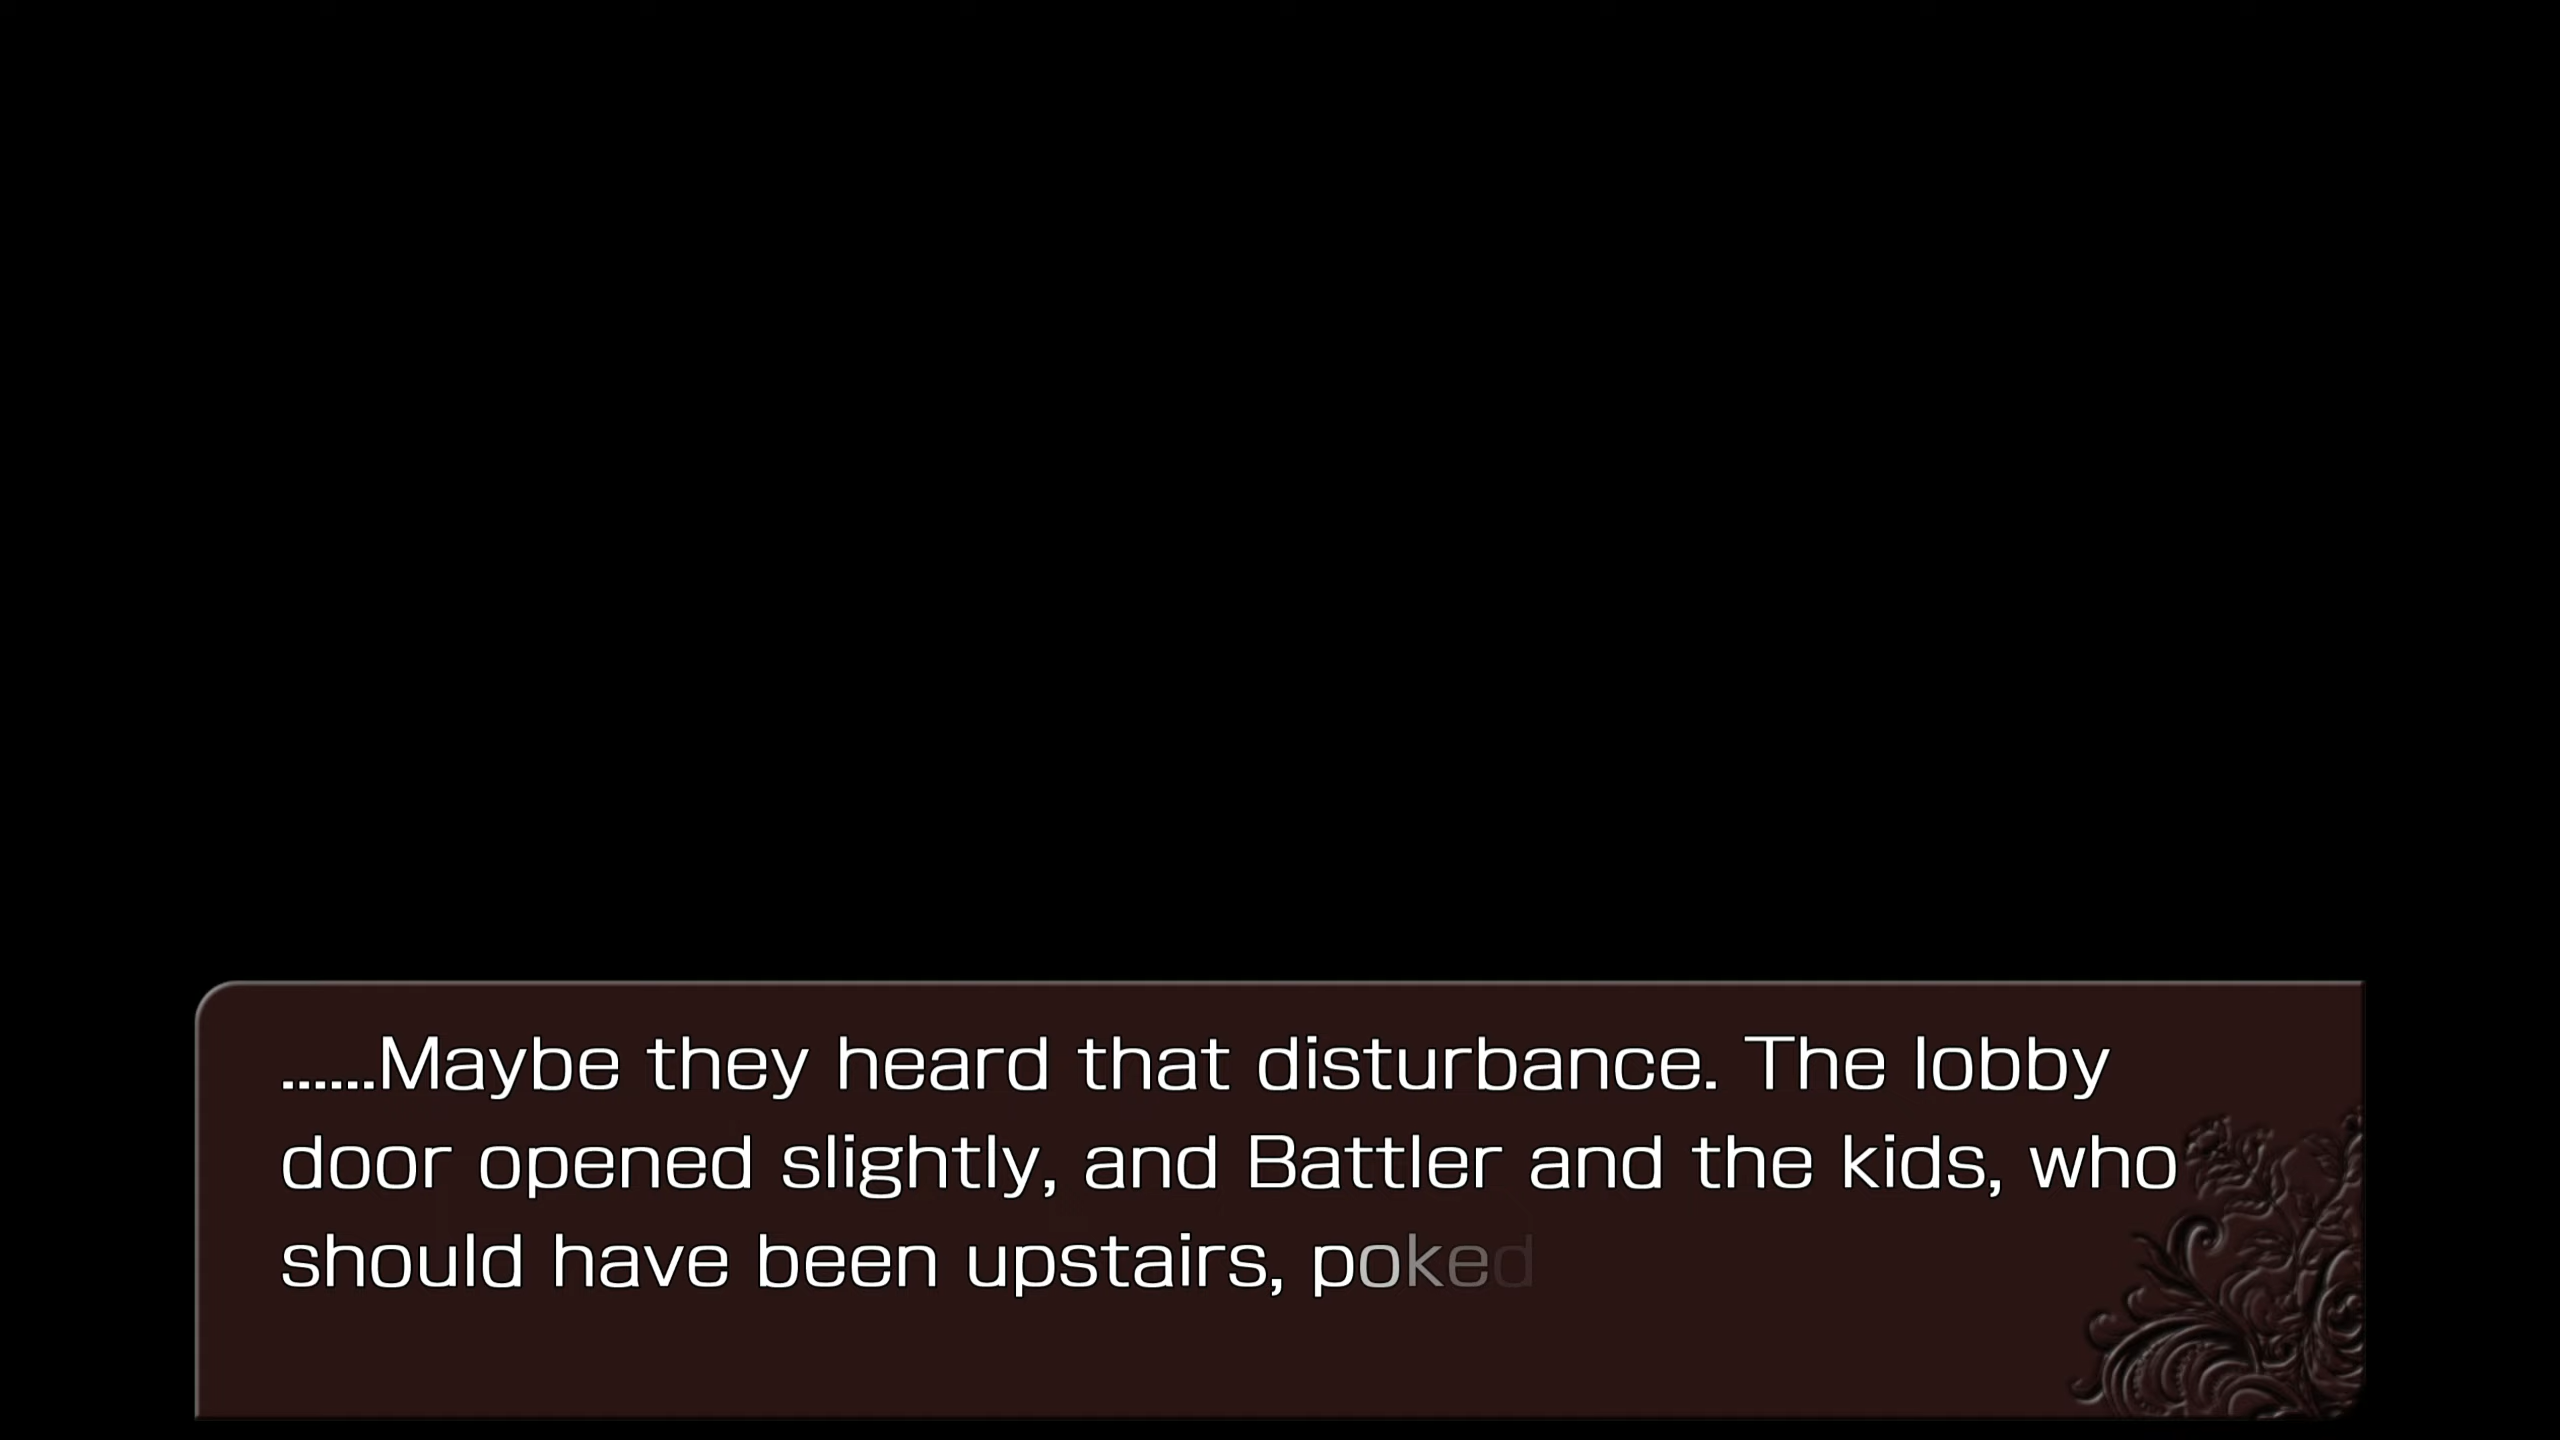 ......Maybe they heard that disturbance. The lobby
door opened slightly, and Battler and the kids, who
should have been upstairs, poked